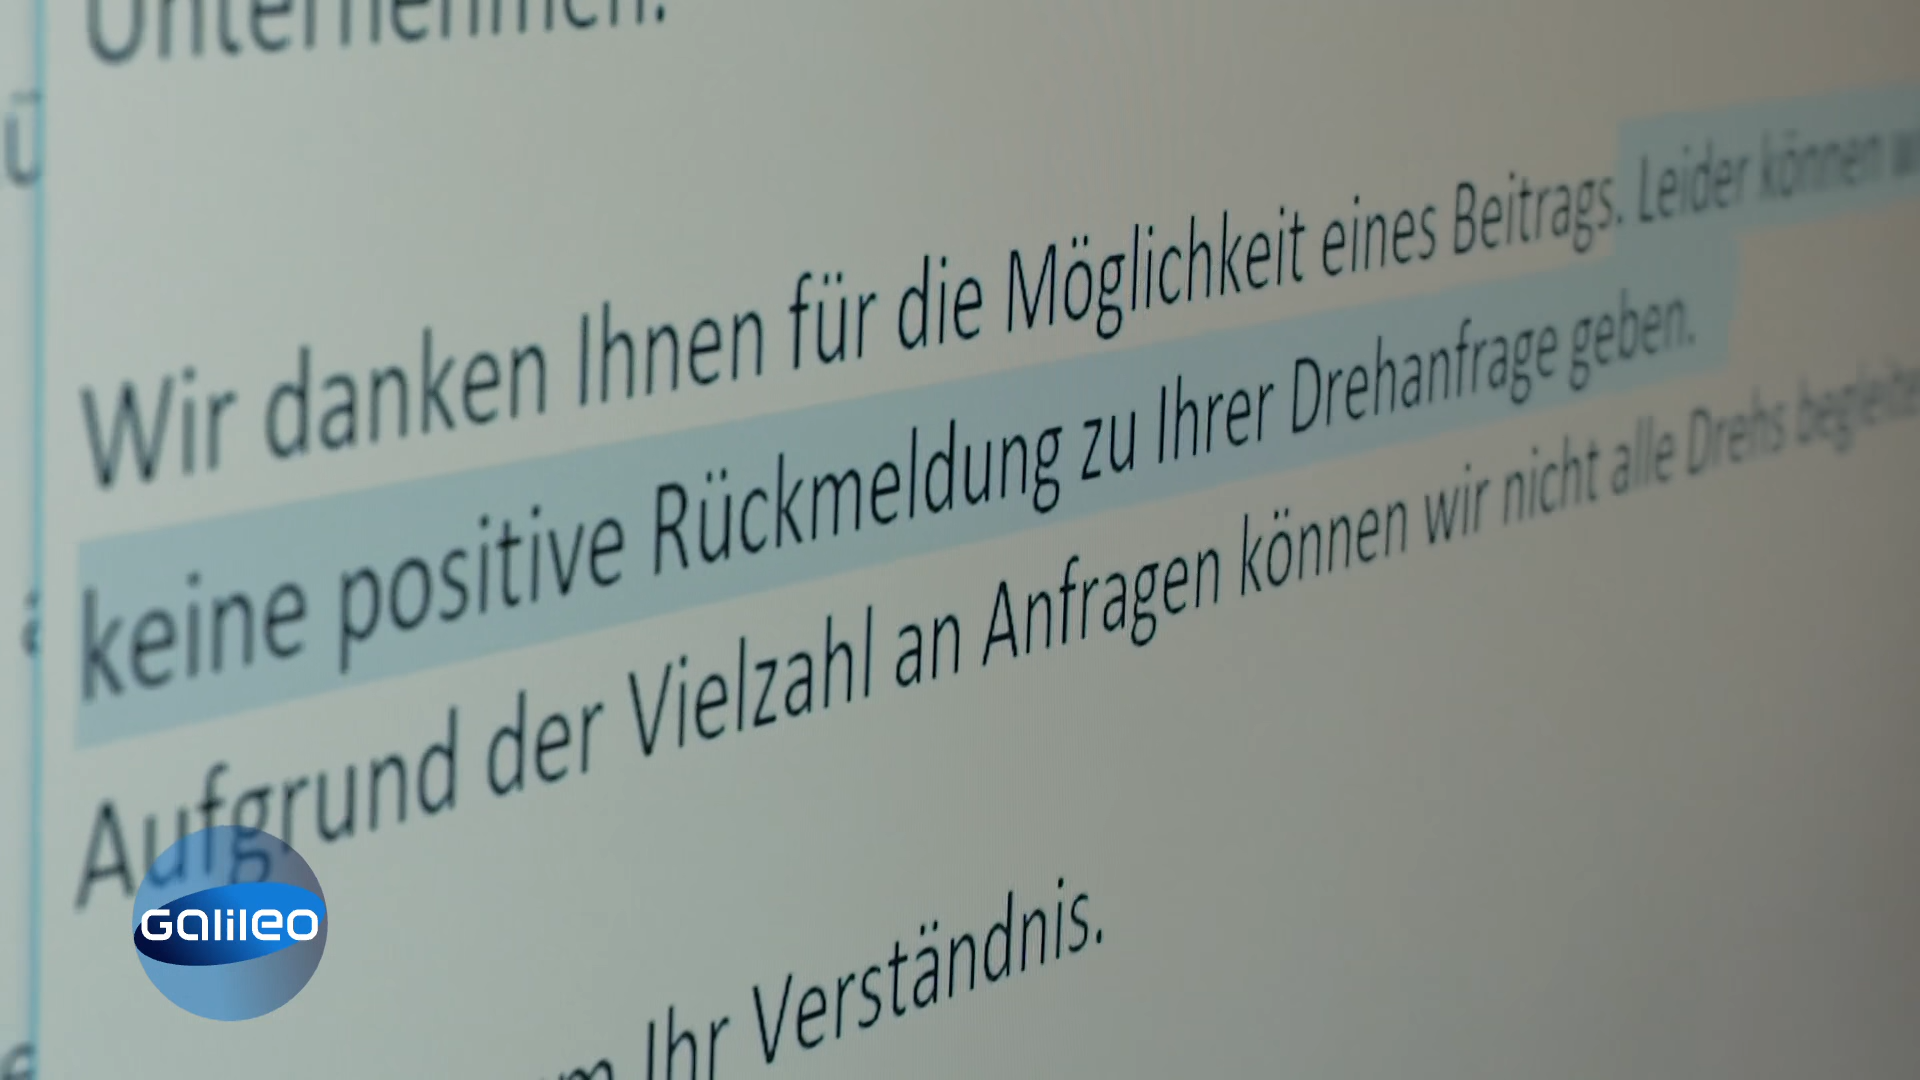 Unternehmen.
Wir danken Ihnen für die Möglichkeit eines Beitrags. Leider können
keine positive Rückmeldung zu Ihrer Drehanfrage geben.
Aufgrund der Vielzahl an Anfragen können wir nicht alle Drehs
Ihr Verständnis.
Galileo